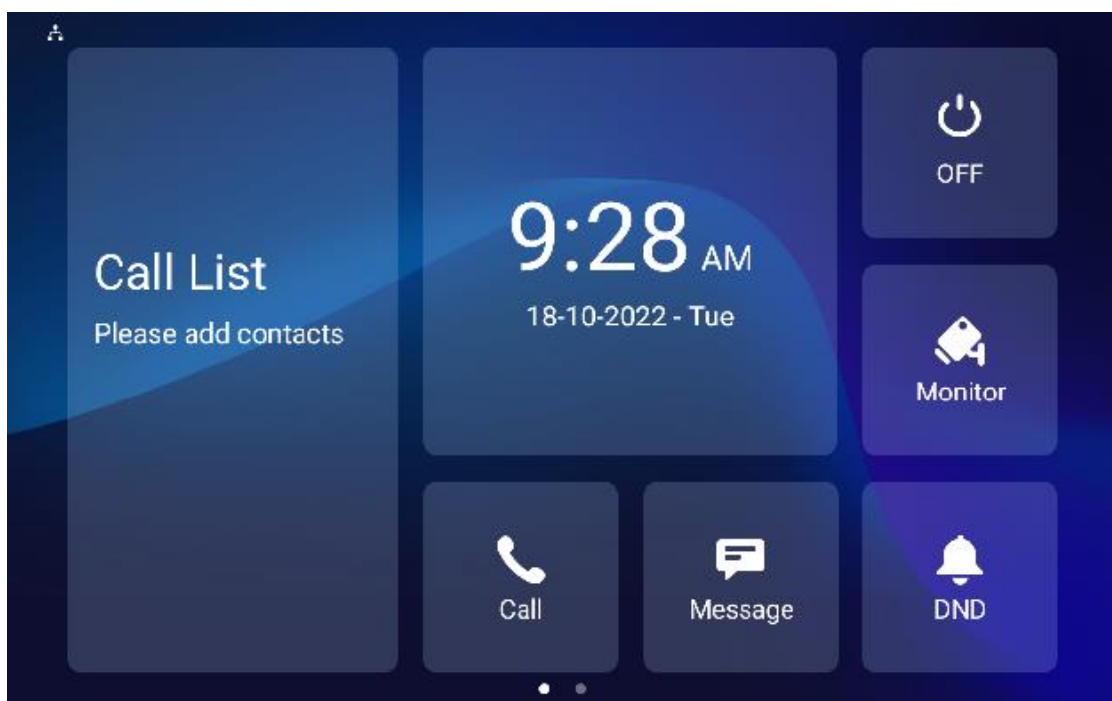 Call List
Please add contacts
9:28 AM
18-10-2022 - Tue
OFF
Monitor
Call
Message
DND